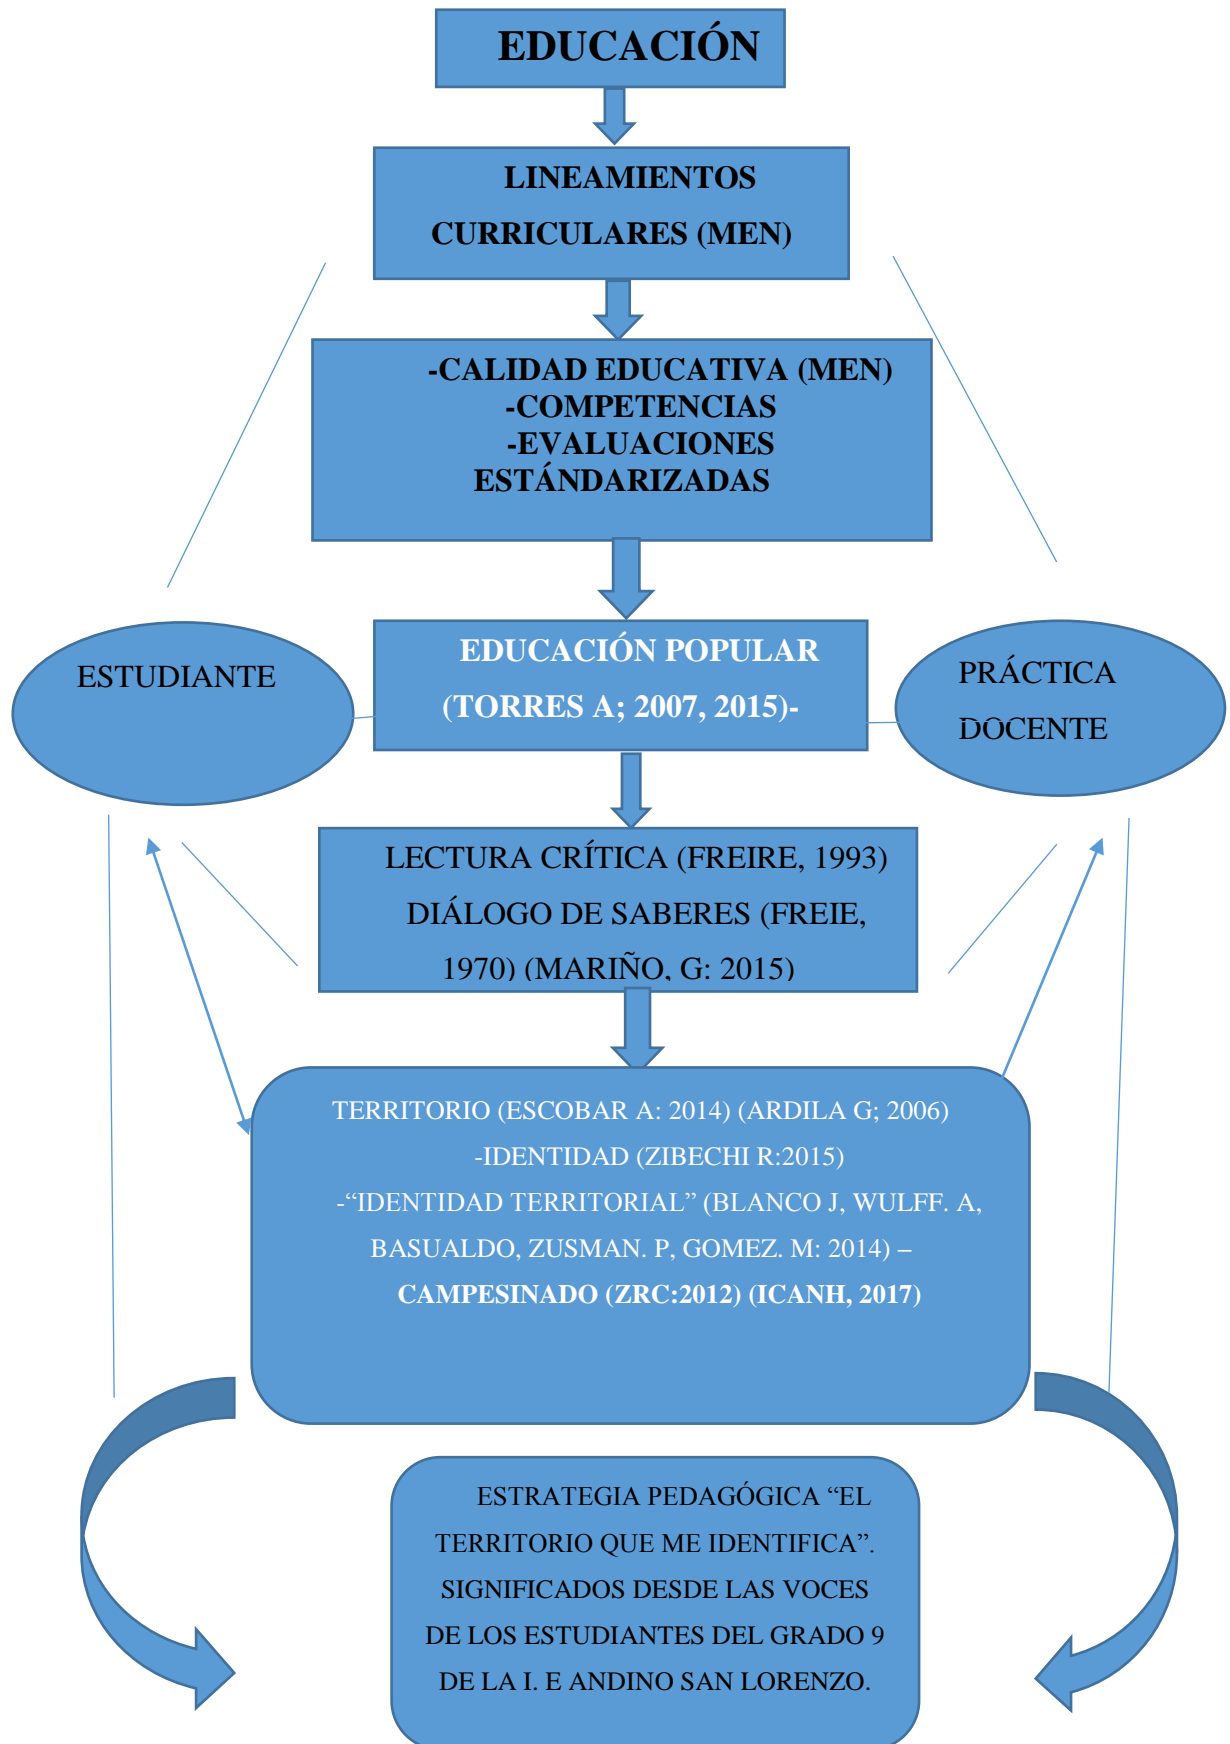 EDUCACIÓN
LINEAMIENTOS
CURRICULARES (MEN)
-CALIDAD EDUCATIVA (MEN)
-COMPETENCIAS
-EVALUACIONES
ESTÁNDARIZADAS
ESTUDIANTE
EDUCACIÓN POPULAR
(TORRES A; 2007, 2015)-
PRÁCTICA
DOCENTE
LECTURA CRÍTICA (FREIRE, 1993)
DIÁLOGO DE SABERES (FREIE,
1970) (MARIÑO, G: 2015)
TERRITORIO (ESCOBAR A: 2014) (ARDILA G; 2006)
-IDENTIDAD (ZIBECHI R:2015)
-“IDENTIDAD TERRITORIAL” (BLANCO J, WULFF. A,
BASUALDO, ZUSMAN. P, GOMEZ. M: 2014) –
CAMPESINADO (ZRC:2012) (ICANH, 2017)
ESTRATEGIA PEDAGÓGICA “EL
TERRITORIO QUE ME IDENTIFICA”.
SIGNIFICADOS DESDE LAS VOCES
DE LOS ESTUDIANTES DEL GRADO 9
DE LA I. E ANDINO SAN LORENZO.